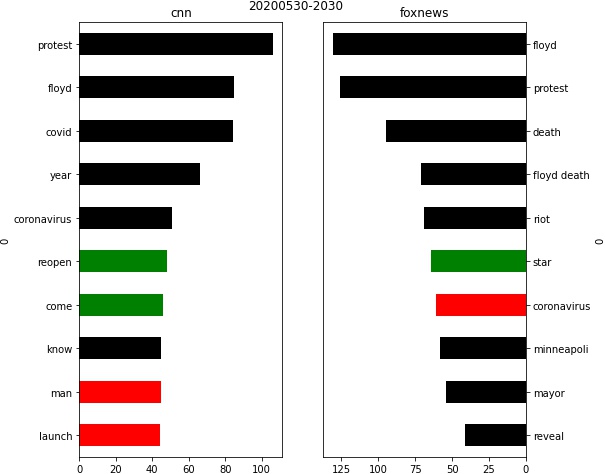 20200530-2030
cnn
foxnews
protest
floyd
covid
year
coronavirus
reopen
come
know
man
launch
floyd
protest
death
floyd death
riot
star
coronavirus
minneapoli
mayor
reveal
0
0
0 20 40 60 80 100
125 100 75 50 25 0